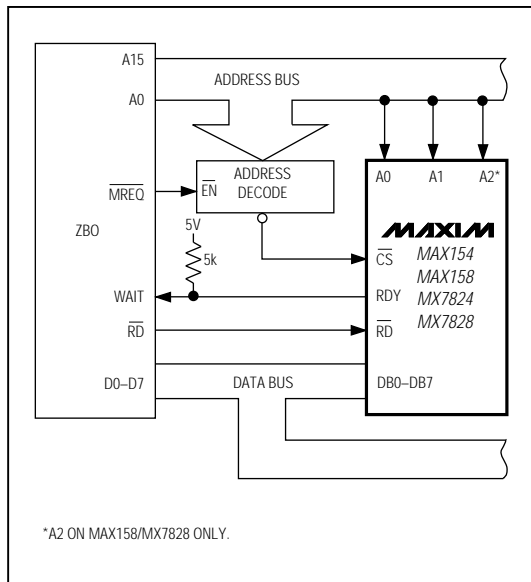 A15
ADDRESS BUS
A0
A0
A1
A2*
MREQ
EN
ADDRESS
DECODE
ZBO
MAXIM
5V
5k
CS
MAX154
MAX158
WAIT
RDY
MX7824
MX7828
RD
RD
D0–D7
DATA BUS
DB0–DB7
*A2 ON MAX158/MX7828 ONLY.